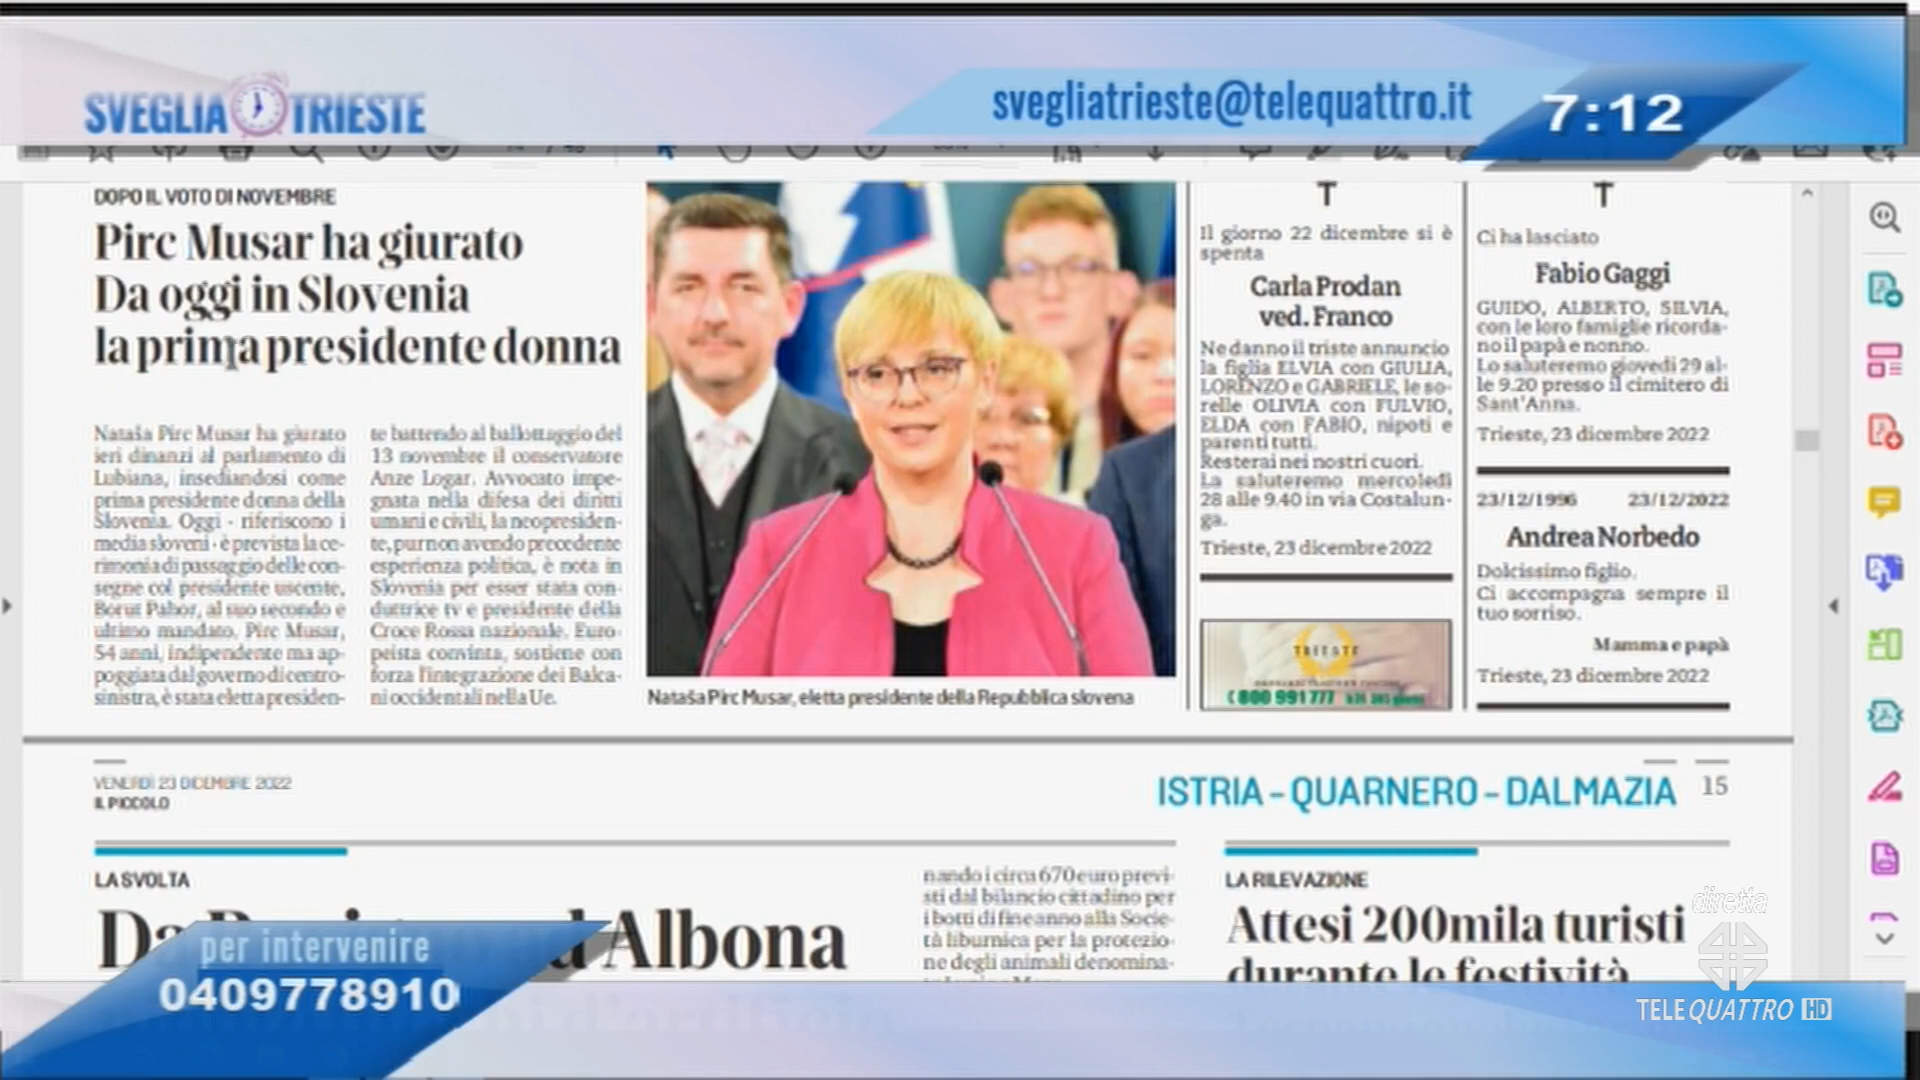 SVEGLIA TRIESTE
svegliatrieste@telequattro.it
7:12
DOPO IL VOTO DI NOVEMBRE
Pirc Musar ha giurato
Da oggi in Slovenia
la prima presidente donna
Nataša Pirc Musar ha giurato
ieri dinanzi al parlamento di
Lubiana, insediandosi come
prima presidente donna della
Slovenia. Oggi - riferiscono i
media sloveni - è prevista la ce-
rimonia di passaggio delle con-
segne col presidente uscente,
Borut Pahor, al suo secondo e
ultimo mandato. Pirc Musar,
54 anni, indipendente ma ap-
poggiata dal governo di centro-
sinistra, è stata eletta presiden-
te battendo al ballottaggio del
13 novembre il conservatore
Anze Logar. Avvocato impe-
gnata nella difesa dei diritti
umani e civili, la neopresiden-
te, pur non avendo precedente
esperienza politica, è nota in
Slovenia per esser stata con-
duttrice tv e presidente della
Croce Rossa nazionale. Euro-
peista convinta, sostiene con
forza l'integrazione dei Balca-
ni occidentali nella Ue.
Nataša Pirc Musar, eletta presidente della Repubblica slovena
Il giorno 22 dicembre si è
spenta
Carla Prodan
ved. Franco
Ne danno il triste annuncio
la figlia ELVIA con GIULIA,
LORENZO e GABRIELE, le so-
relle OLIVIA con FULVIO,
ELDA con FABIO, nipoti e
parenti tutti.
Resterai nei nostri cuori.
La saluteremo mercoledì
28 alle 9.40 in via Costalun-
ga.
Trieste, 23 dicembre 2022
TRIESTE
800 991 777
Ci ha lasciato
Fabio Gaggi
GUIDO, ALBERTO, SILVIA,
con le loro famiglie ricorda-
no il papà e nonno.
Lo saluteremo giovedì 29 al-
le 9.20 presso il cimitero di
Sant'Anna.
Trieste, 23 dicembre 2022
23/12/1996 23/12/2022
Andrea Norbedo
Dolcissimo figlio.
Ci accompagna sempre il
tuo sorriso.
Mamma e papà
Trieste, 23 dicembre 2022
VENERDÌ 23 DICEMBRE 2022
IL PICCOLO
ISTRIA - QUARNERO - DALMAZIA 15
LA SVOLTA
Albona
nando i circa 670 euro previ-
sti dal bilancio cittadino per
i botti di fine anno alla Socie-
tà liburnica per la protezio-
ne degli animali denomina-
LA RILEVAZIONE
Attesi 200mila turisti
durante le festività
per intervenire
0409778910
diretta
TELEQUATTRO HD